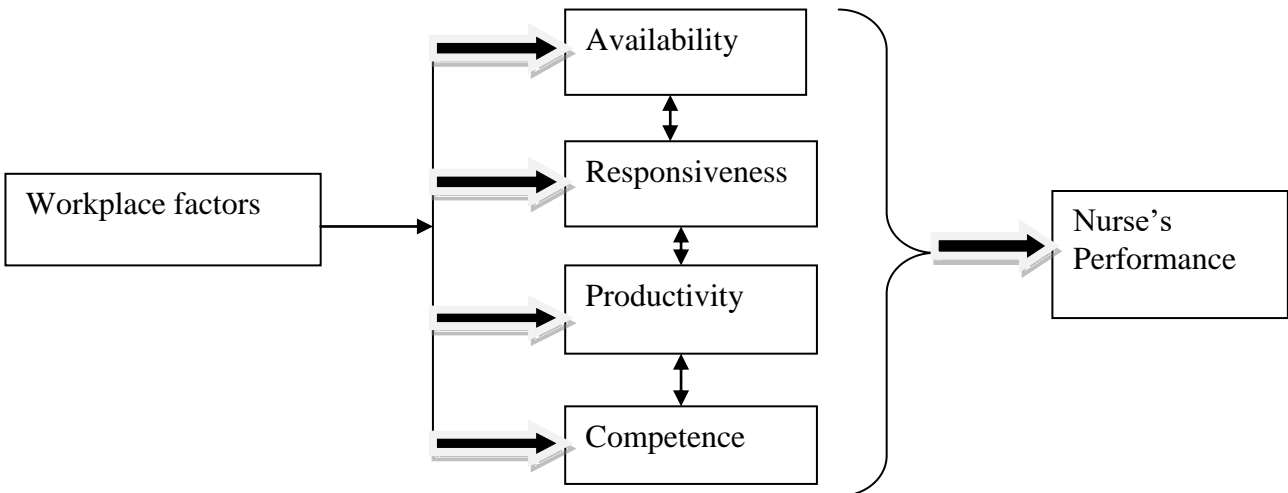 Availability
Responsiveness
Workplace factors
Productivity
Competence
Nurse’s
Performance